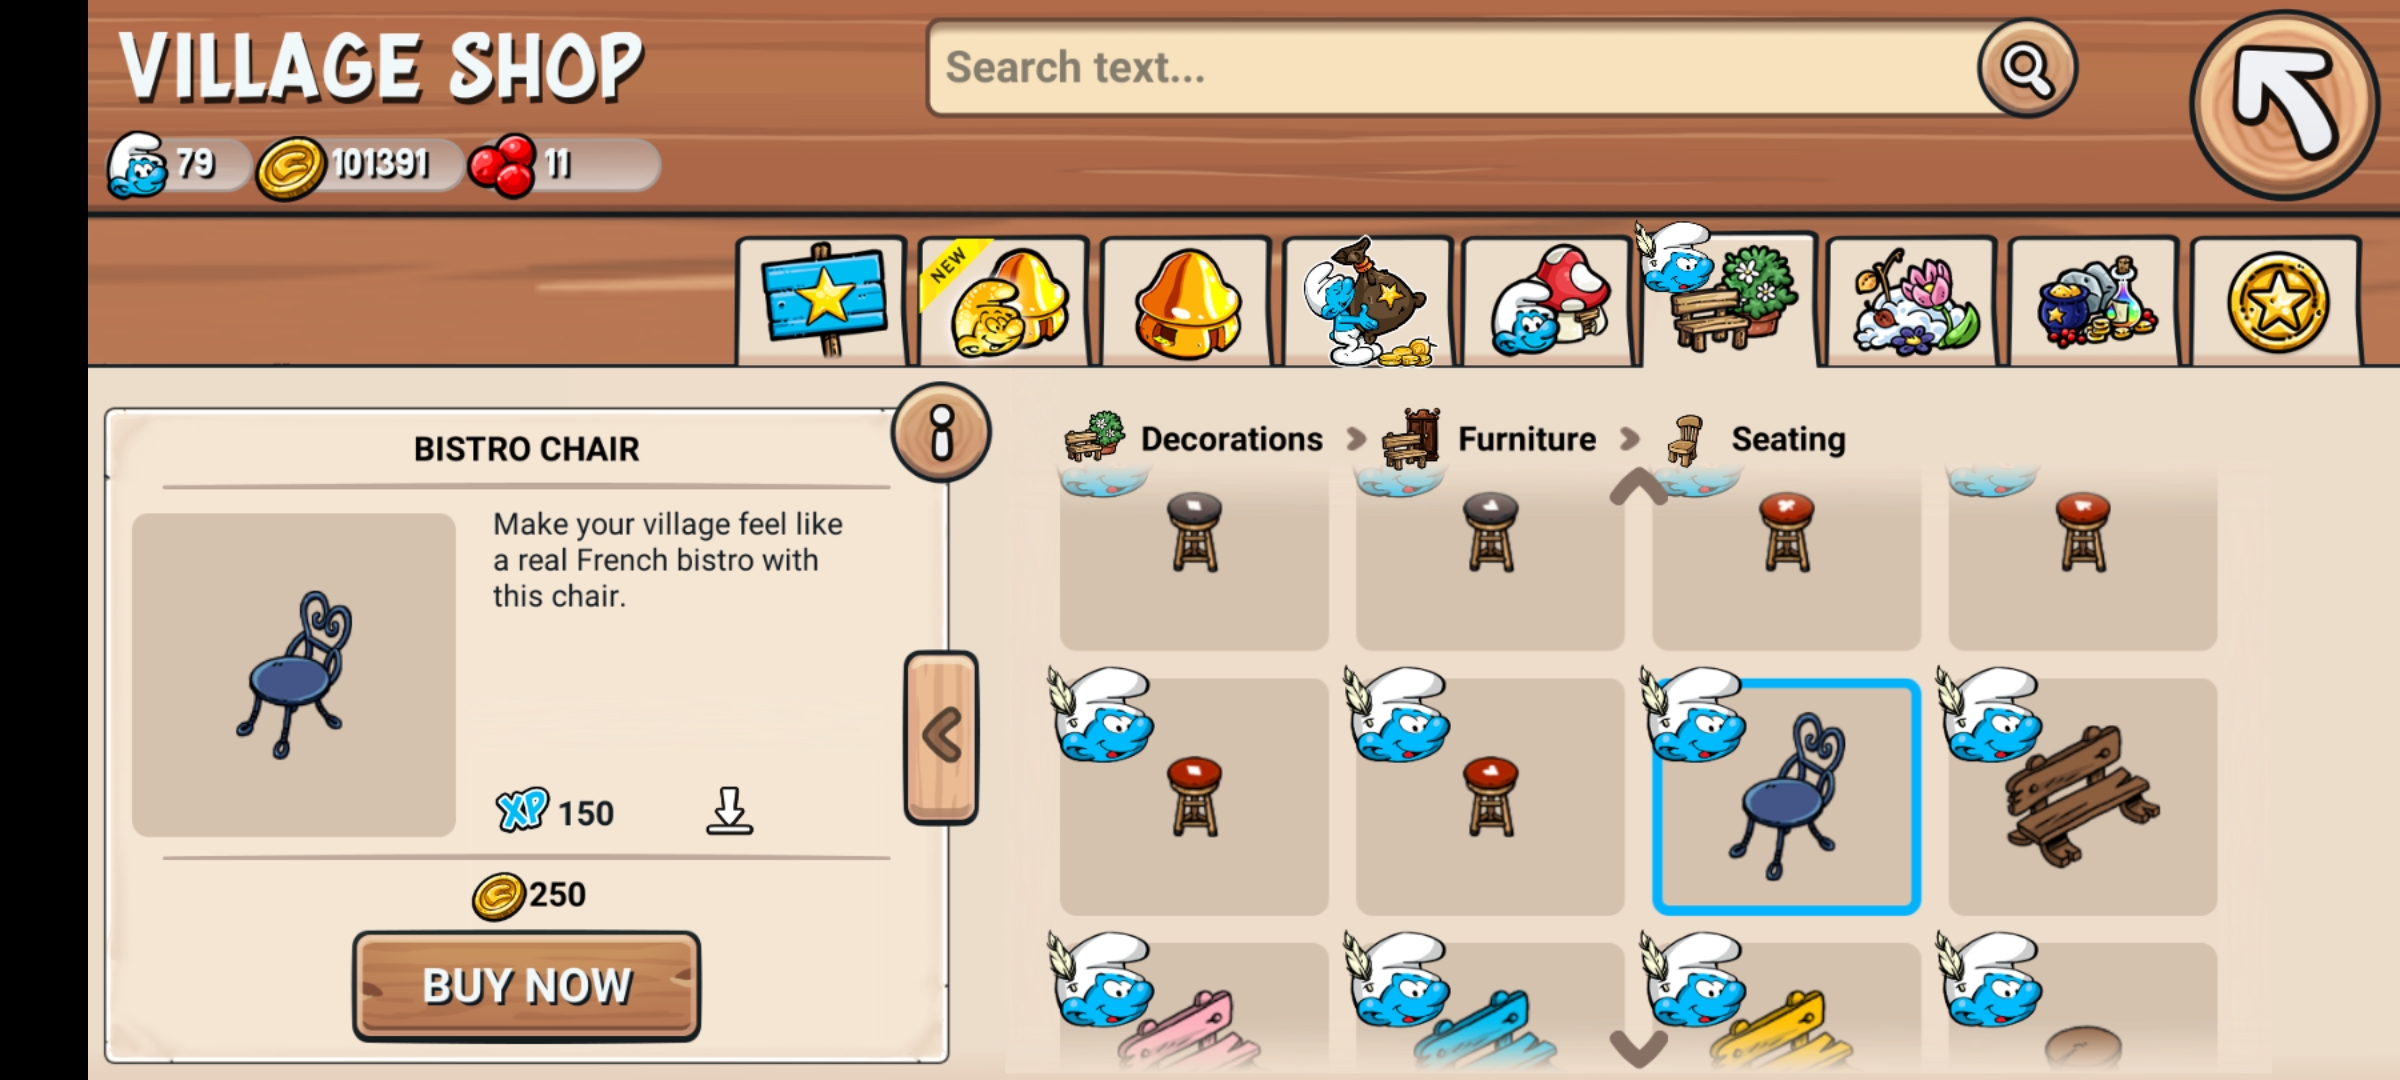 VILLAGE SHOP
Search text...
79
101391
11
NEW
BISTRO CHAIR
Make your village feel like
a real French bistro with
this chair.
XP 150
250
BUY NOW
Decorations
Furniture
Seating